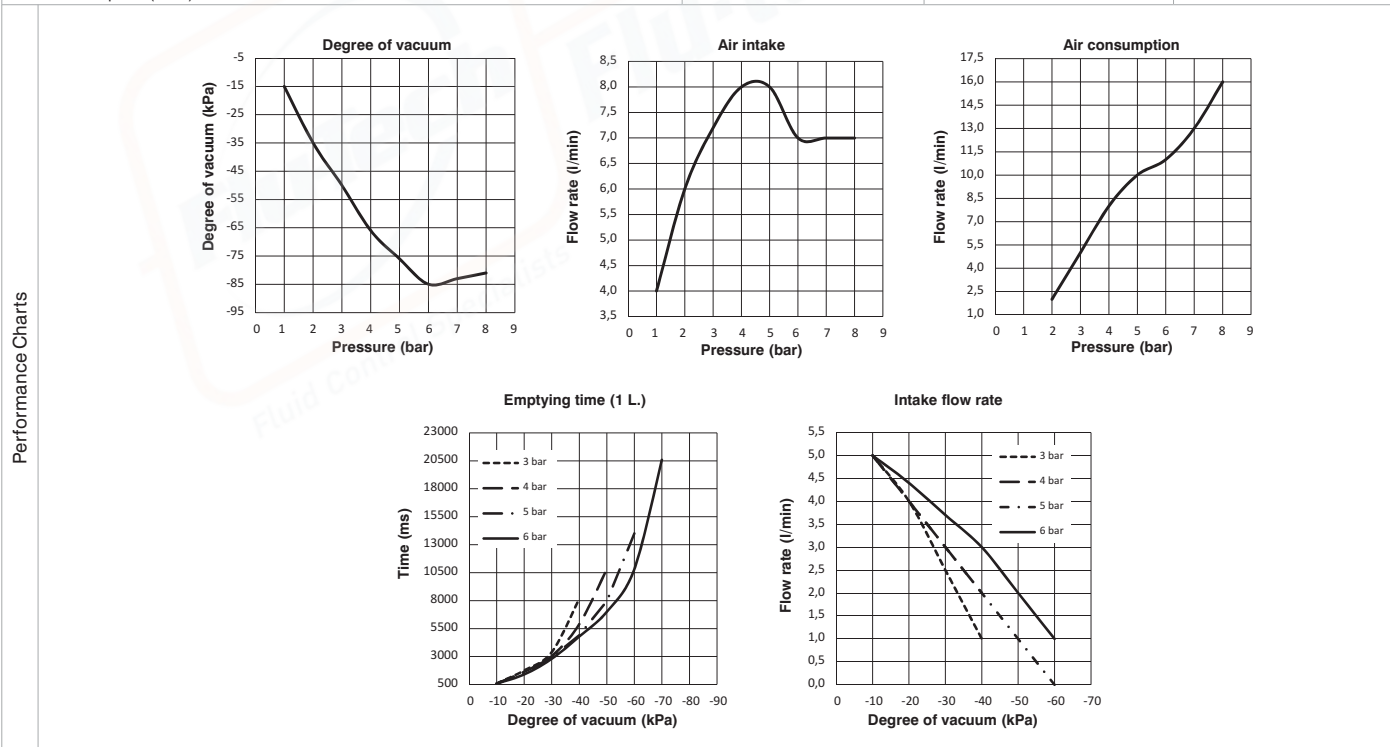 Performance Charts
Degree of vacuum
Degree of vacuum (kPa)
-5
-15
-25
-35
-45
-55
-65
-75
-85
-95
0 1 2 3 4 5 6 7 8 9
Pressure (bar)
Air intake
Flow rate (l/min)
8,5
8,0
7,5
7,0
6,5
6,0
5,5
5,0
4,5
4,0
3,5
0 1 2 3 4 5 6 7 8 9
Pressure (bar)
Air consumption
Flow rate (l/min)
17,5
16,0
14,5
13,0
11,5
10,0
8,5
7,0
5,5
4,0
2,5
1,0
0 1 2 3 4 5 6 7 8 9
Pressure (bar)
Emptying time (1 L.)
Time (ms)
23000
20500
18000
15500
13000
10500
8000
5500
3000
500
3 bar
4 bar
5 bar
6 bar
0 -10 -20 -30 -40 -50 -60 -70 -80 -90
Degree of vacuum (kPa)
Intake flow rate
Flow rate (l/min)
5,5
5,0
4,5
4,0
3,5
3,0
2,5
2,0
1,5
1,0
0,5
0,0
3 bar
4 bar
5 bar
6 bar
0 -10 -20 -30 -40 -50 -60 -70
Degree of vacuum (kPa)